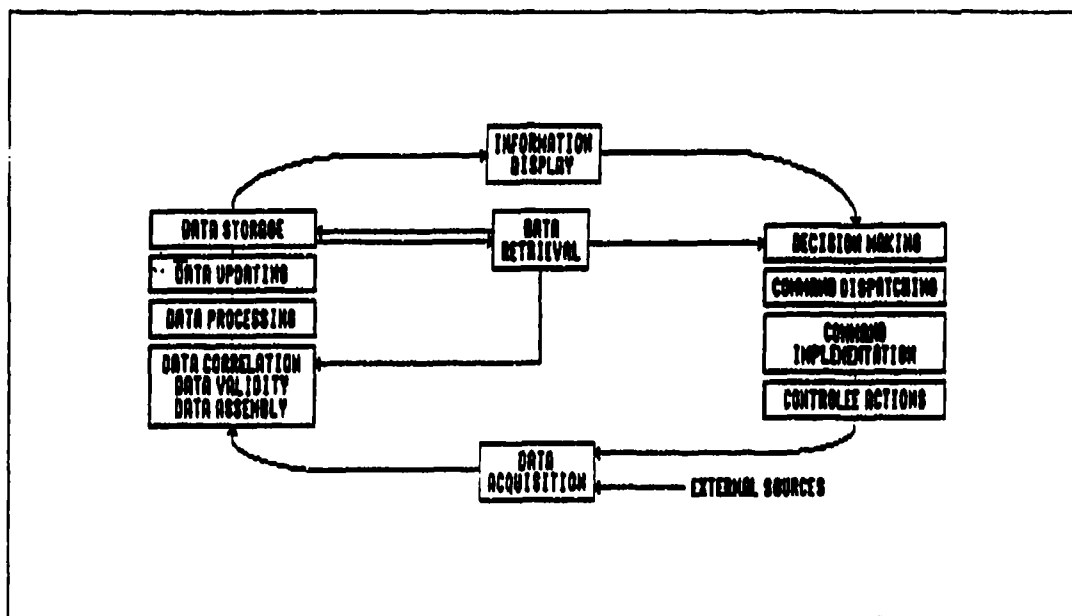 INFORMATION
DISPLAY
DATA STORAGE
DATA UPDATING
DATA PROCESSING
DATA CORRELATION
DATA VALIDITY
DATA ASSEMBLY
DATA
RETRIEVAL
DECISION MAKING
COMMAND DISPATCHING
COMMAND
IMPLEMENTATION
CONTROLEE ACTIONS
DATA
ACQUISITION
EXTERNAL SOURCES